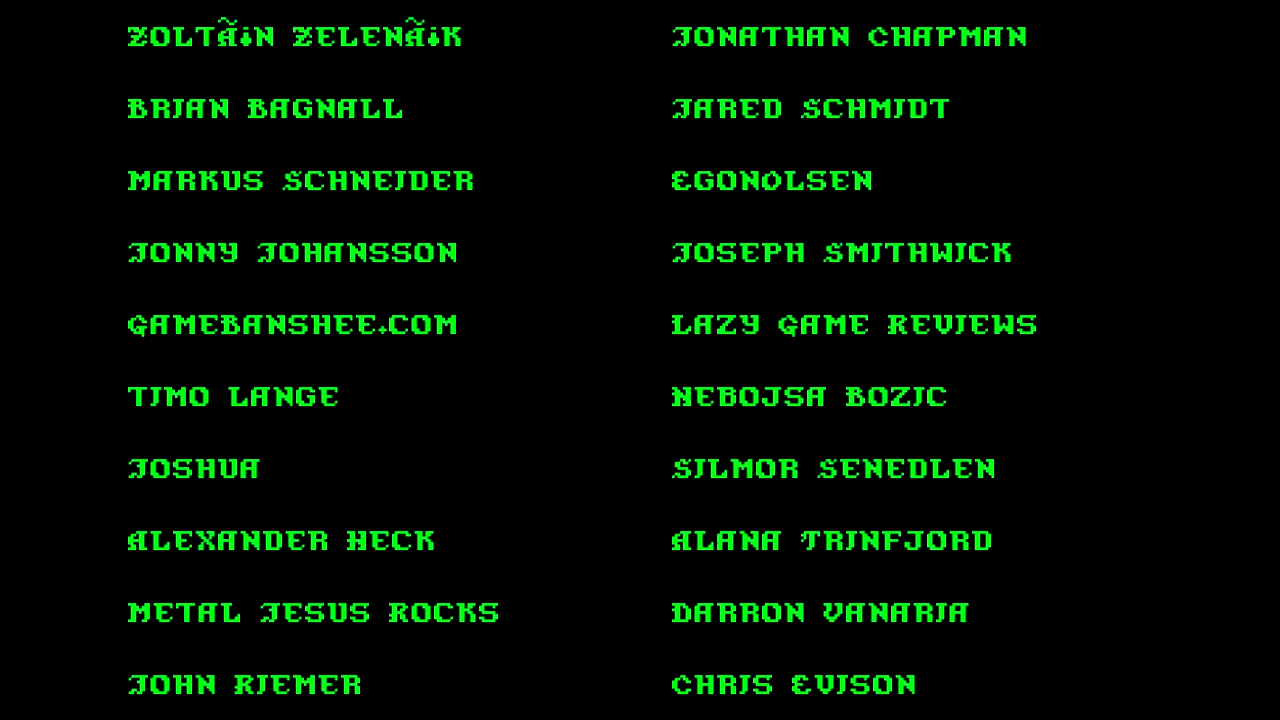 ZOLTÃ¡N ZELENÃ¡K
JONATHAN CHAPMAN
BRIAN BAGNALL
JARED SCHMIDT
MARKUS SCHNEIDER
EGONOLSEN
JONNY JOHANSSON
JOSEPH SMITHWICK
GAMEBANSHEE.COM
LAZY GAME REVIEWS
TIMO LANGE
NEBOJSA BOZIC
JOSHUA
SILMOR SENEDLEN
ALEXANDER HECK
ALANA TRINFJORD
METAL JESUS ROCKS
DARRON VANARIA
JOHN RIEMER
CHRIS EVISON